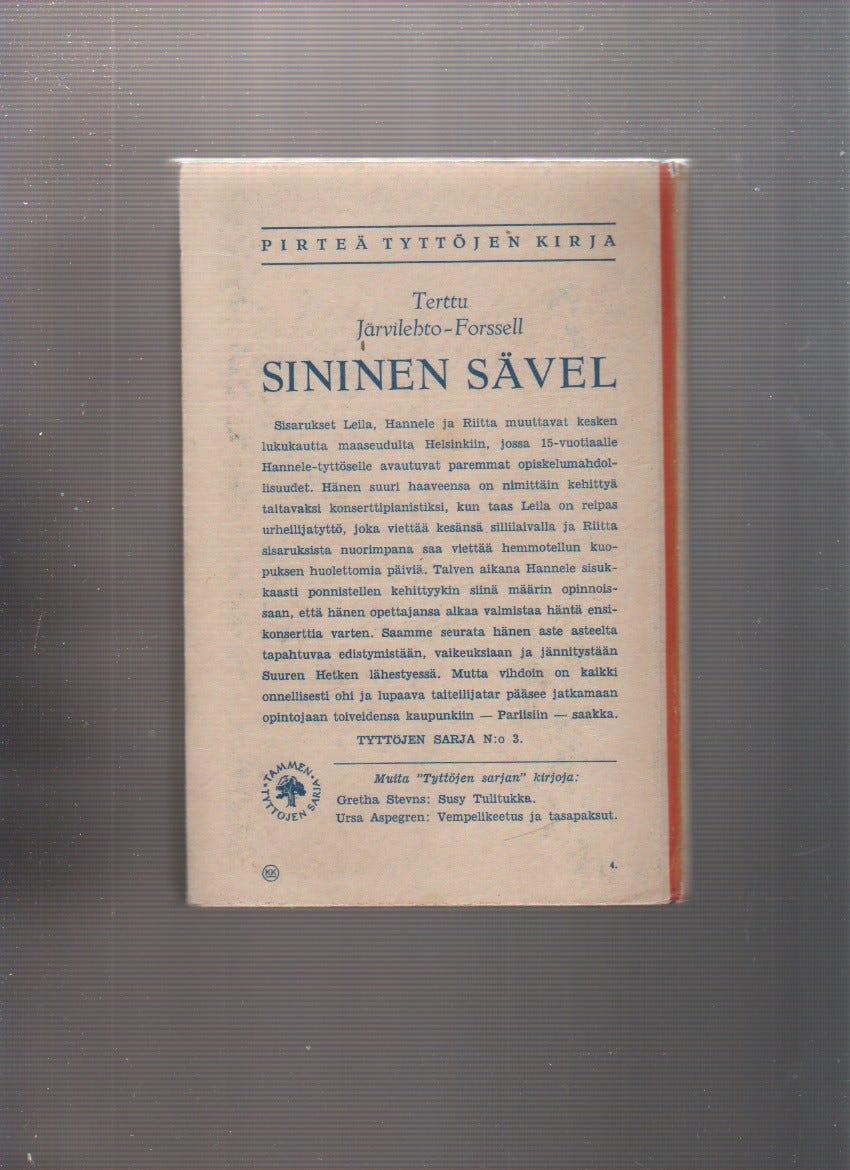 PIRTEÄ TYTTÖJEN KIRJA
Terttu
Järvilehto-Forssell
SININEN SÄVEL
Sisarukset Leila, Hannele ja Riitta muuttavat kesken
lukukautta maaseudulta Helsinkiin, jossa 15-vuotiaalle
Hannele-tyttöselle avautuvat paremmat opiskelumahdol-
lisuudet. Hänen suuri haaveensa on nimittäin kehittyä
taitavaksi konserttipianistiksi, kun taas Leila on reipas
urheilijatyttö, joka viettää kesänsä sillilaivalla ja Riitta
sisaruksista nuorimpana saa viettää hemmotellun kuo-
puksen huolettomia päiviä. Talven aikana Hannele sisuk-
kaasti ponnistellen kehittyykin siinä määrin opinnois-
saan, että hänen opettajansa alkaa valmistaa häntä ensi-
konserttia varten. Saamme seurata hänen aste asteelta
tapahtuvaa edistymistään, vaikeuksiaan ja jännitystään
Suuren Hetken lähestyessä. Mutta vihdoin on kaikki
onnellisesti ohi ja lupaava taiteilijatar pääsee jatkamaan
opintojaan toiveidensa kaupunkiin — Pariisiin — saakka.
TYTTÖJEN SARJA N:o 3.
TAMMEN
TYTTÖJEN SARJA
Muita "Tyttöjen sarjan" kirjoja:
Gretha Stevns: Susy Tulitukka.
Ursa Aspegren: Vempelikeetus ja tasapaksut.
KK
4.